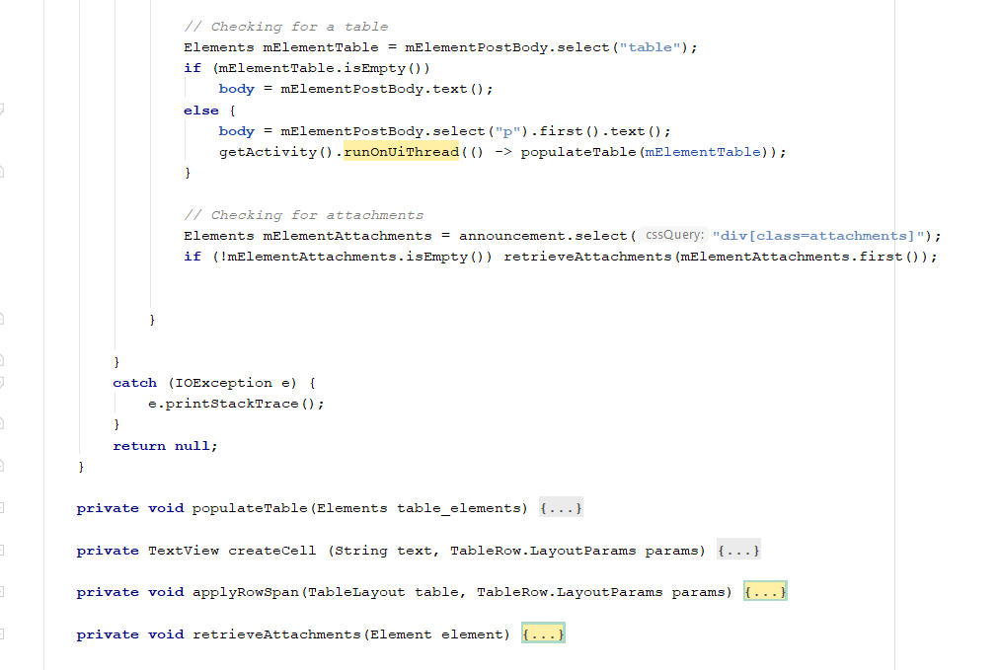 // Checking for a table
Elements mElementTable = mElementPostBody.select("table");
if (mElementTable.isEmpty())
body = mElementPostBody.text();
else {
body = mElementPostBody.select("p").first().text();
getActivity().runOnUiThread(() -> populateTable(mElementTable));
}
// Checking for attachments
Elements mElementAttachments = announcement.select( cssQuery: "div[class=attachments]");
if (!mElementAttachments.isEmpty()) retrieveAttachments(mElementAttachments.first());
}
}
catch (IOException e) {
e.printStackTrace();
}
return null;
}
private void populateTable(Elements table_elements) {...}
private TextView createCell (String text, TableRow.LayoutParams params) {...}
private void applyRowSpan(TableLayout table, TableRow.LayoutParams params) {...}
private void retrieveAttachments(Element element) {...}